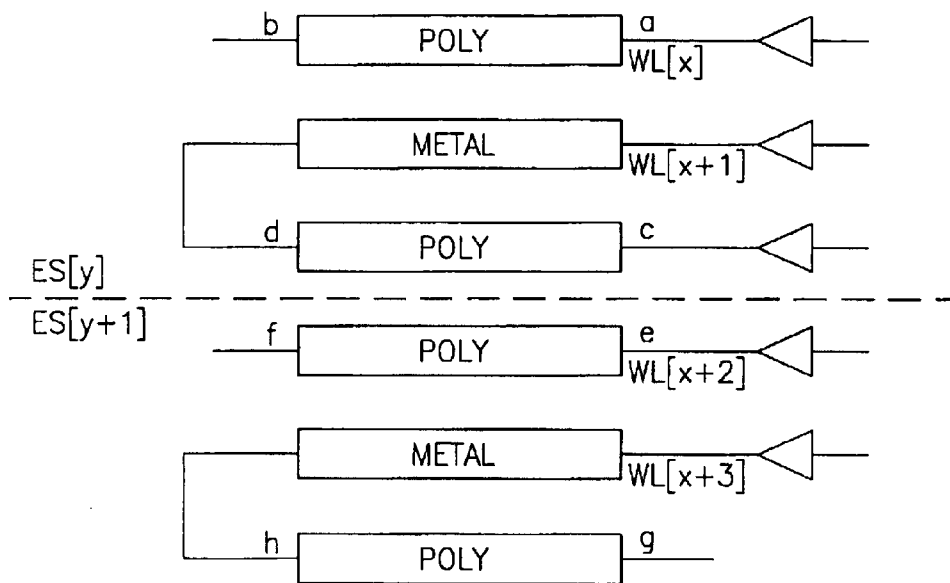 b POLY a
WL[x]
METAL
WL[x+1]
d POLY c
ES[y]
ES[y+1]
f POLY e
WL[x+2]
METAL
WL[x+3]
h POLY g